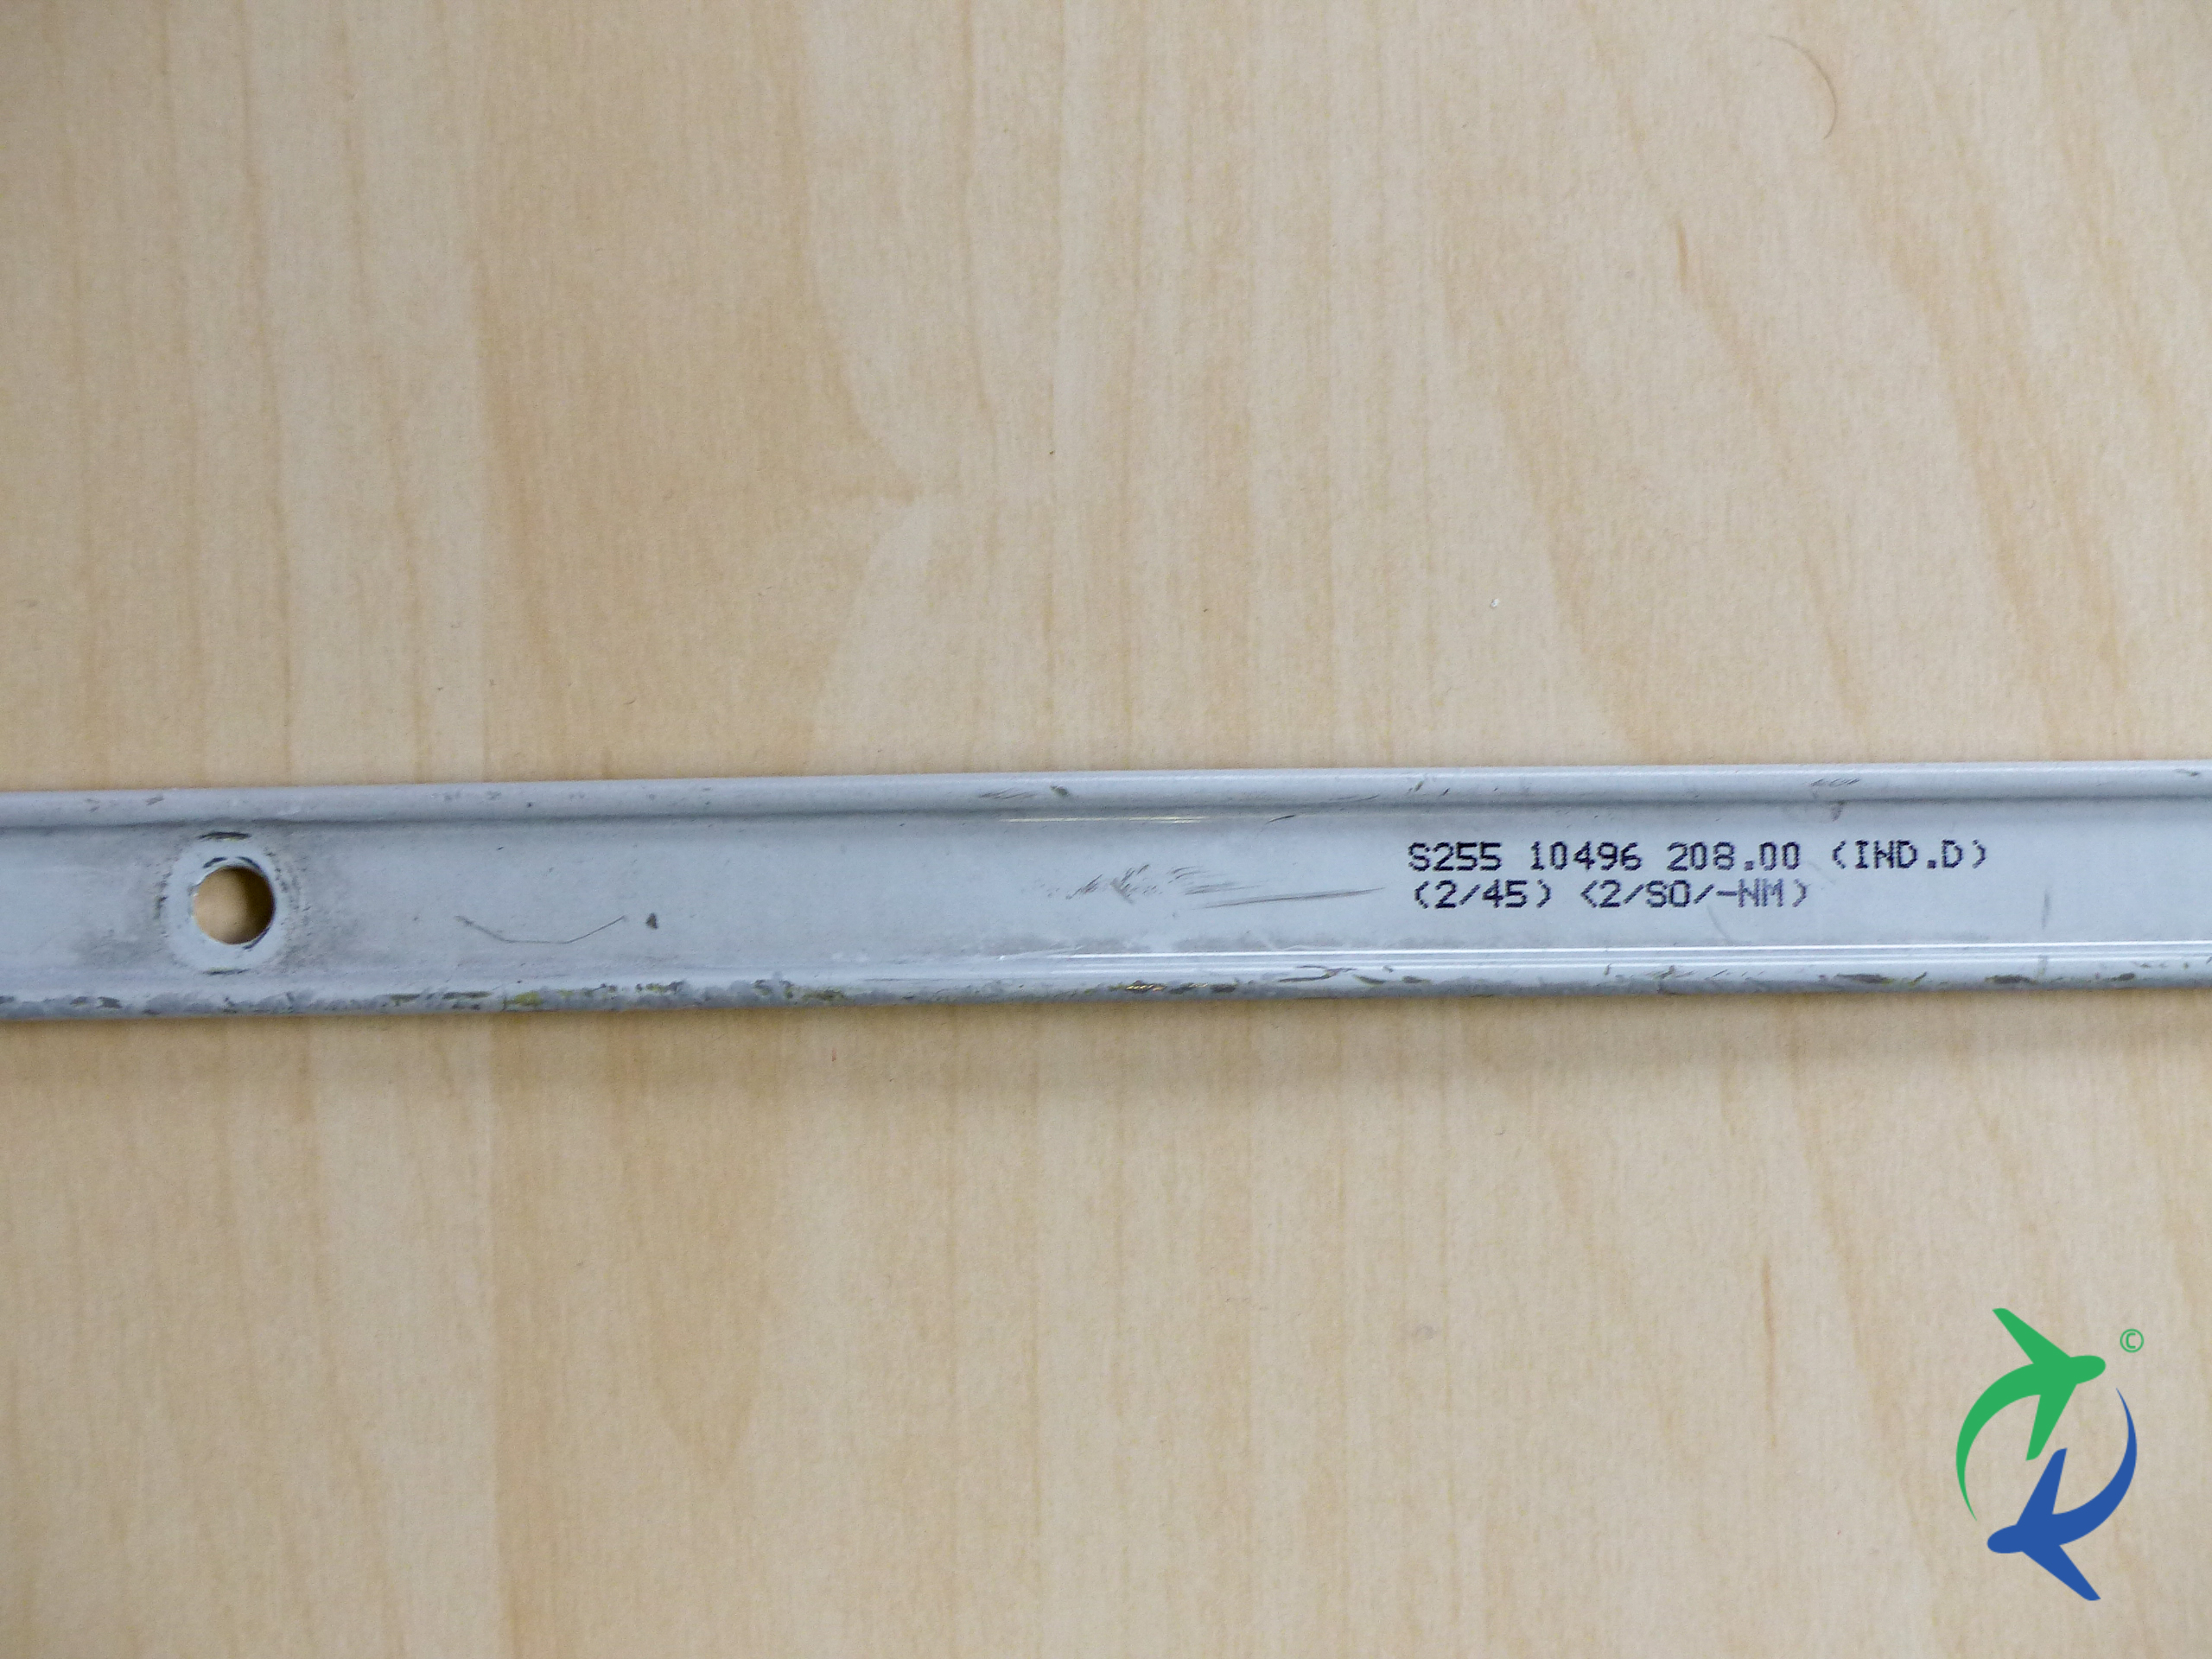 S255 10496 208.00 (IND.D)
(2/45) (2/SO/-NM)
©